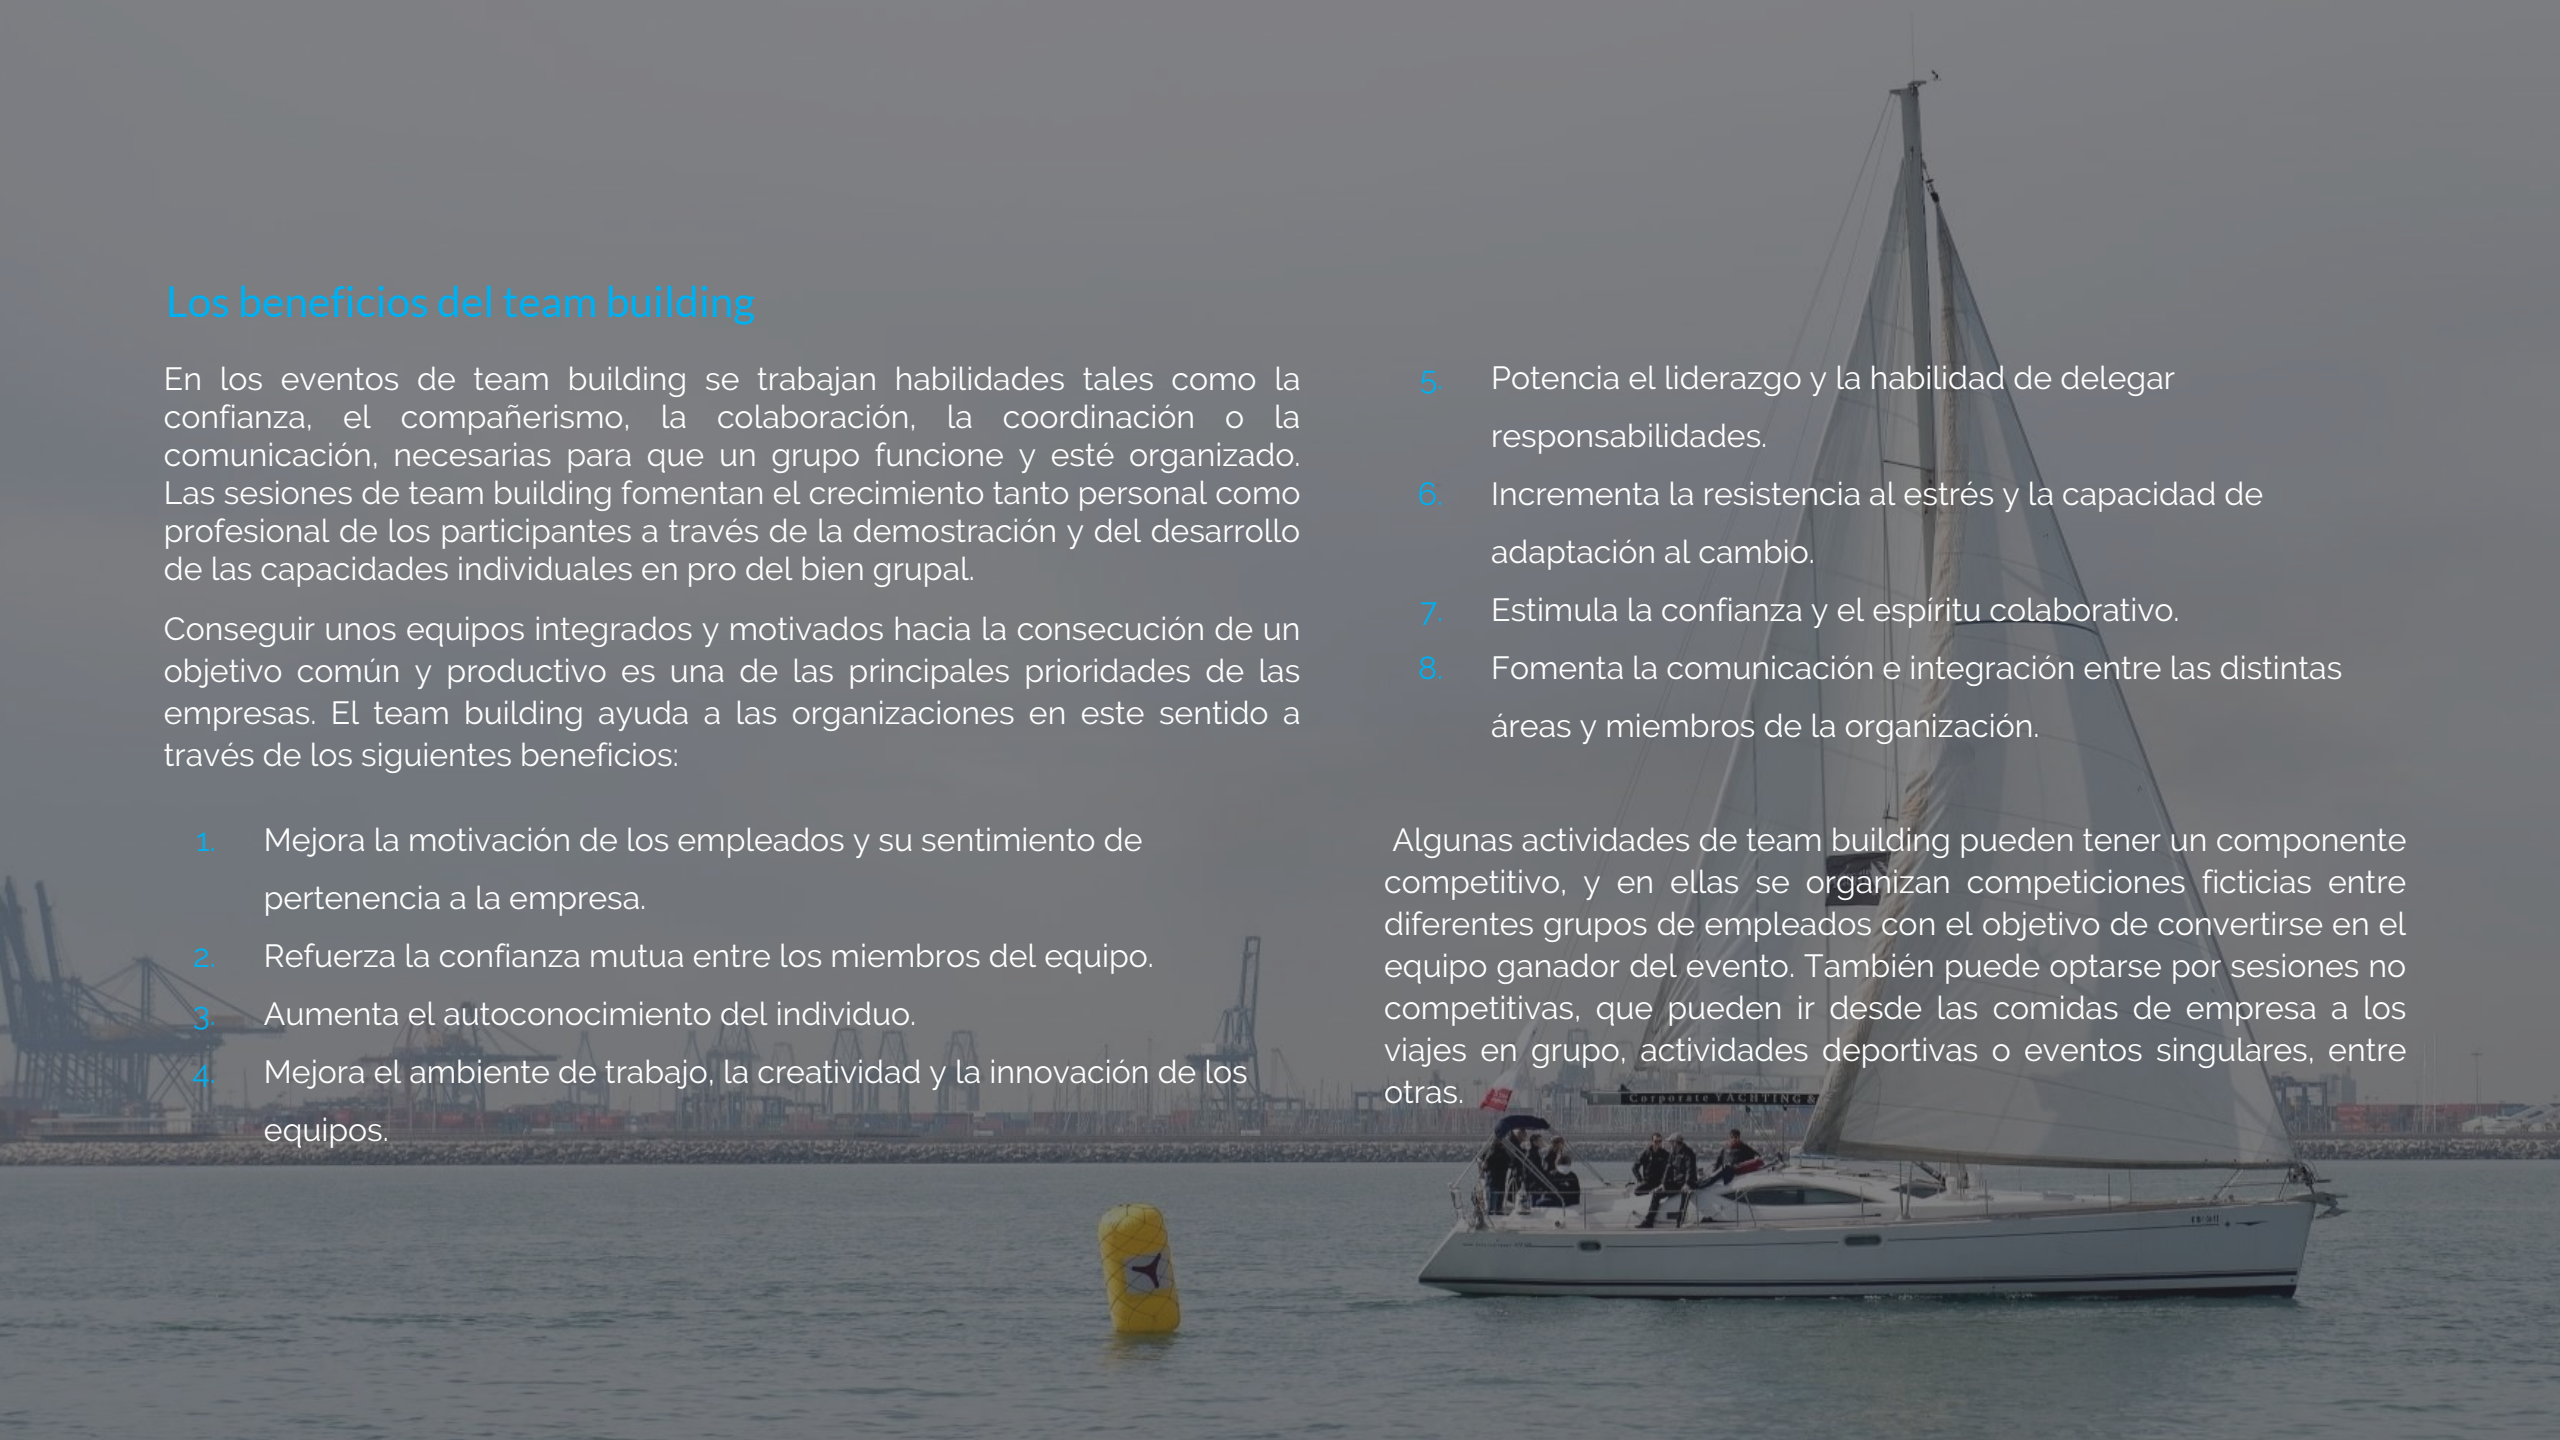 Los beneficios del team building
En los eventos de team building se trabajan habilidades tales como la
confianza, el compañerismo, la colaboración, la coordinación o la
comunicación, necesarias para que un grupo funcione y esté organizado.
Las sesiones de team building fomentan el crecimiento tanto personal como
profesional de los participantes a través de la demostración y del desarrollo
de las capacidades individuales en pro del bien grupal.
Conseguir unos equipos integrados y motivados hacia la consecución de un
objetivo común y productivo es una de las principales prioridades de las
empresas. El team building ayuda a las organizaciones en este sentido a
través de los siguientes beneficios:
1. Mejora la motivación de los empleados y su sentimiento de
pertenencia a la empresa.
2. Refuerza la confianza mutua entre los miembros del equipo.
3. Aumenta el autoconocimiento del individuo.
4. Mejora el ambiente de trabajo, la creatividad y la innovación de los
equipos.
5. Potencia el liderazgo y la habilidad de delegar
responsabilidades.
6. Incrementa la resistencia al estrés y la capacidad de
adaptación al cambio.
7. Estimula la confianza y el espíritu colaborativo.
8. Fomenta la comunicación e integración entre las distintas
áreas y miembros de la organización.
Algunas actividades de team building pueden tener un componente
competitivo, y en ellas se organizan competiciones ficticias entre
diferentes grupos de empleados con el objetivo de convertirse en el
equipo ganador del evento. También puede optarse por sesiones no
competitivas, que pueden ir desde las comidas de empresa a los
viajes en grupo, actividades deportivas o eventos singulares, entre
otras.
Corporate YACHTING &